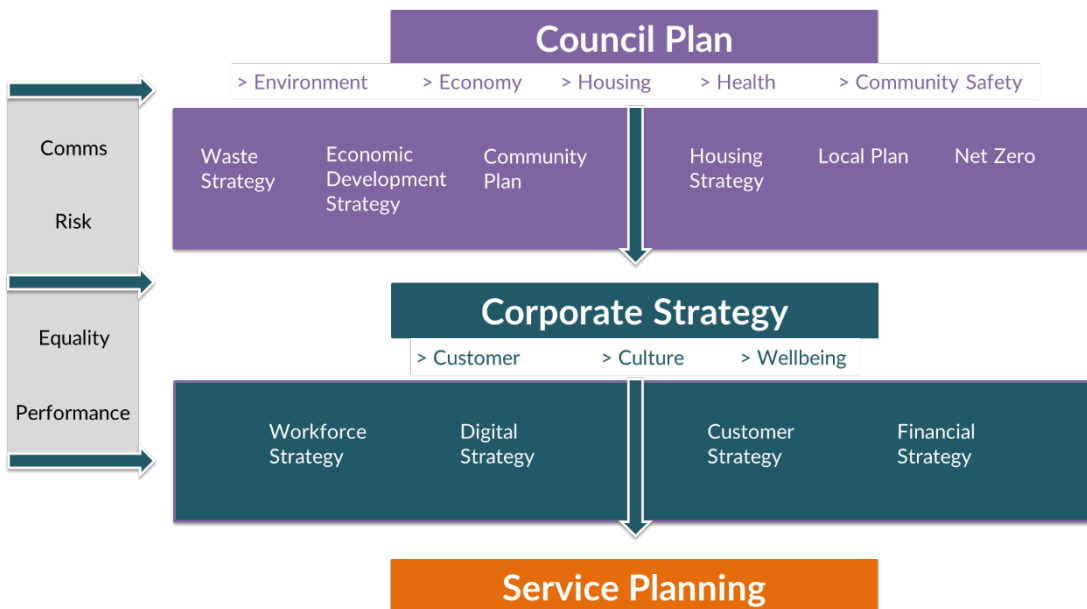 Council Plan
> Environment > Economy > Housing > Health > Community Safety
Comms
Risk
Equality
Performance
Waste
Strategy
Economic
Development
Strategy
Community
Plan
Housing
Strategy
Local Plan
Net Zero
Corporate Strategy
> Customer > Culture > Wellbeing
Workforce
Strategy
Digital
Strategy
Customer
Strategy
Financial
Strategy
Service Planning